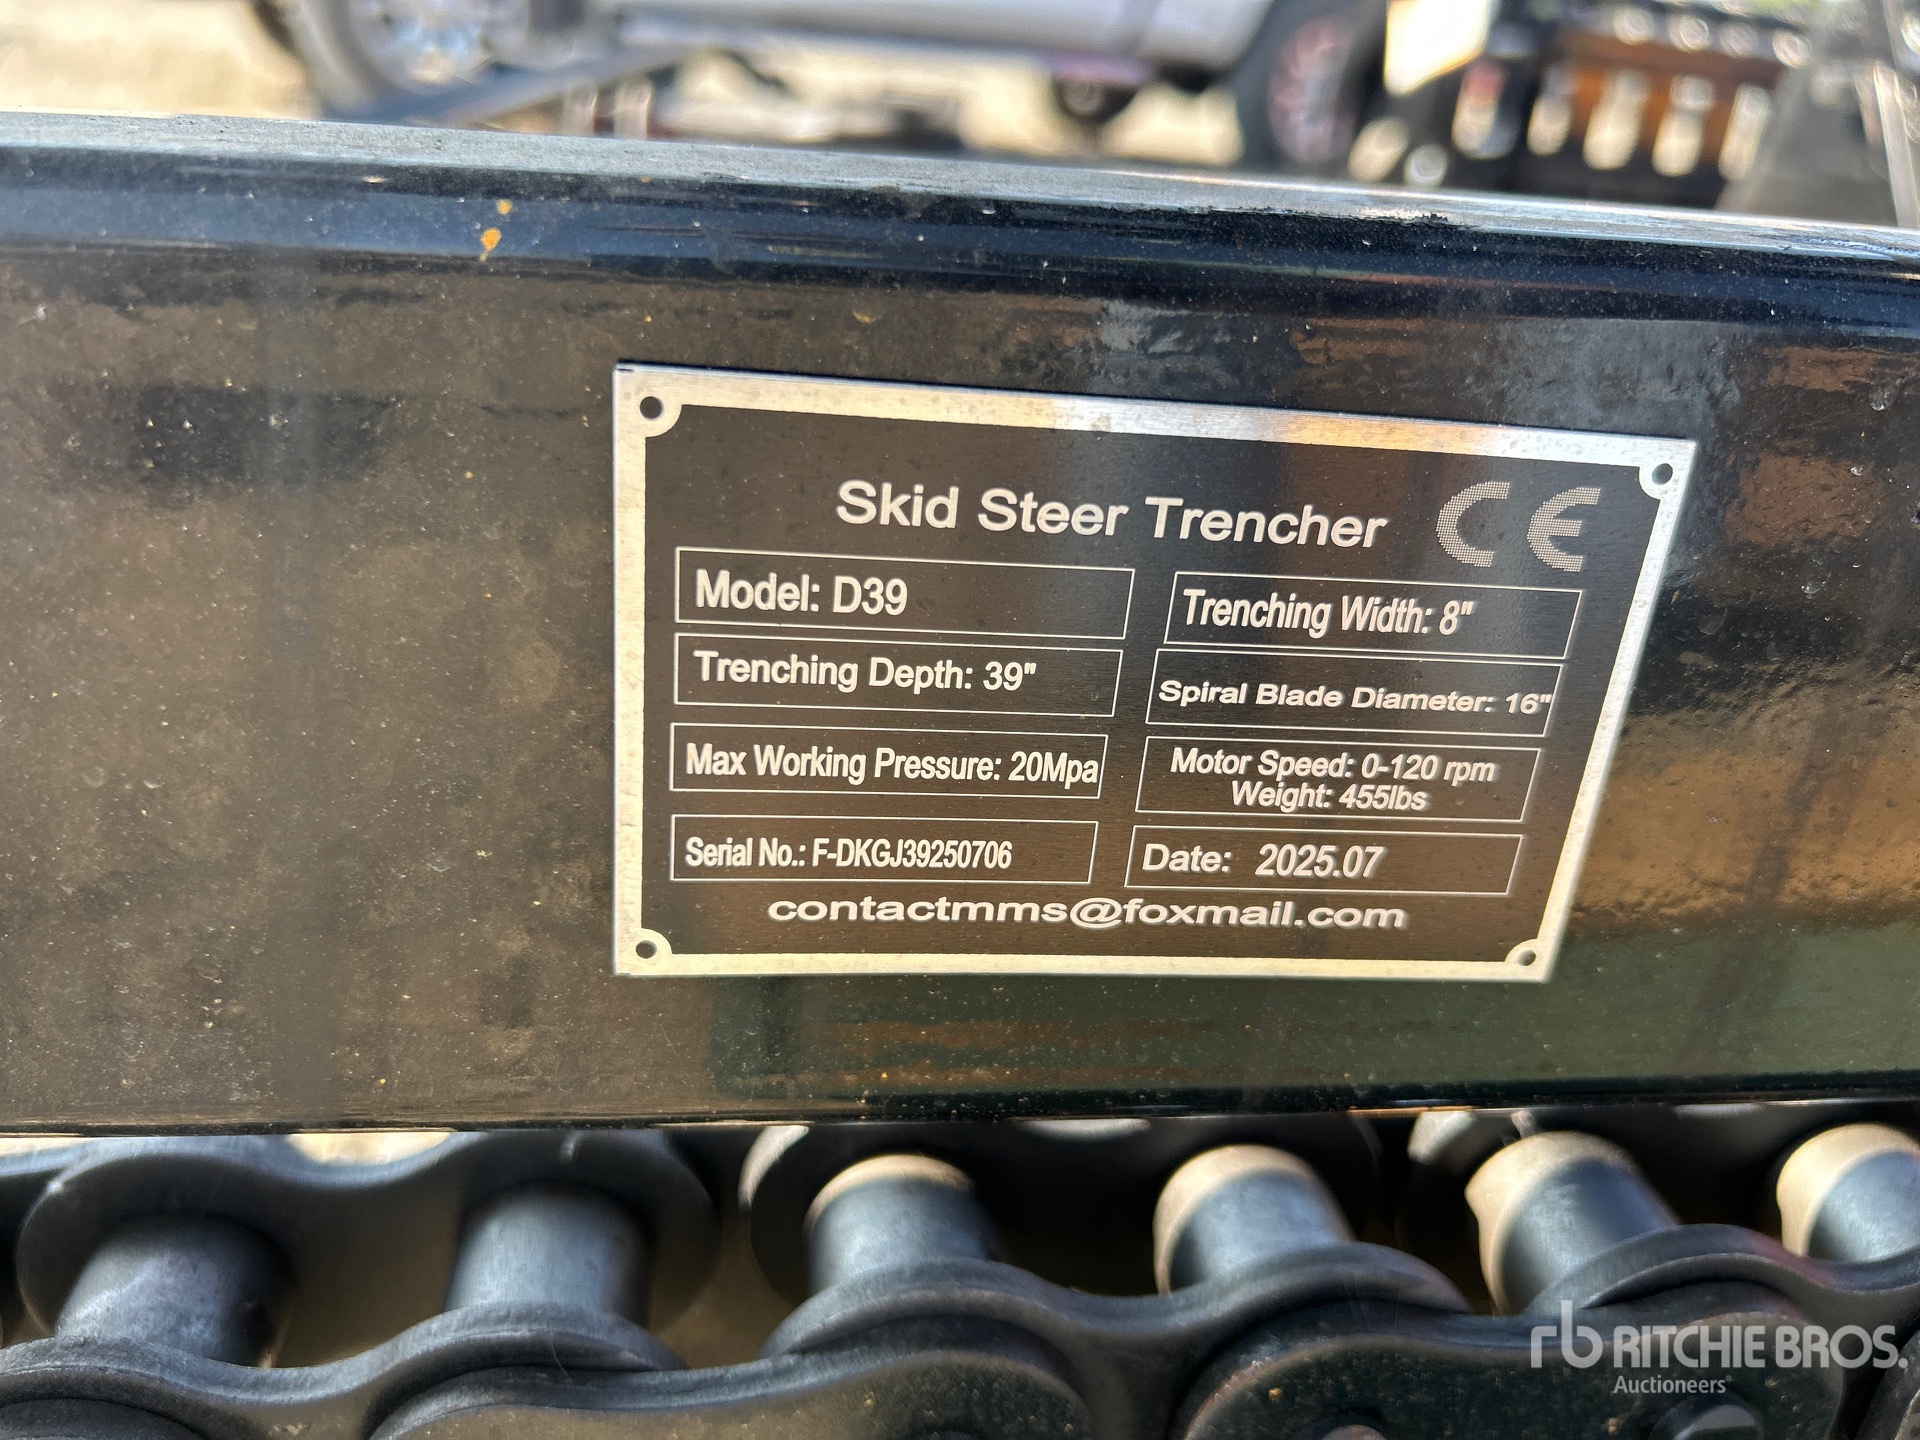 Skid Steer Trencher CE
Model: D39
Trenching Width: 8"
Trenching Depth: 39"
Spiral Blade Diameter: 16"
Max Working Pressure: 20Mpa
Motor Speed: 0-120 rpm
Weight: 455lbs
Serial No.: F-DKGJ39250706
Date: 2025.07
contactmms@foxmail.com
rb RITCHIE BROS.
Auctioneers